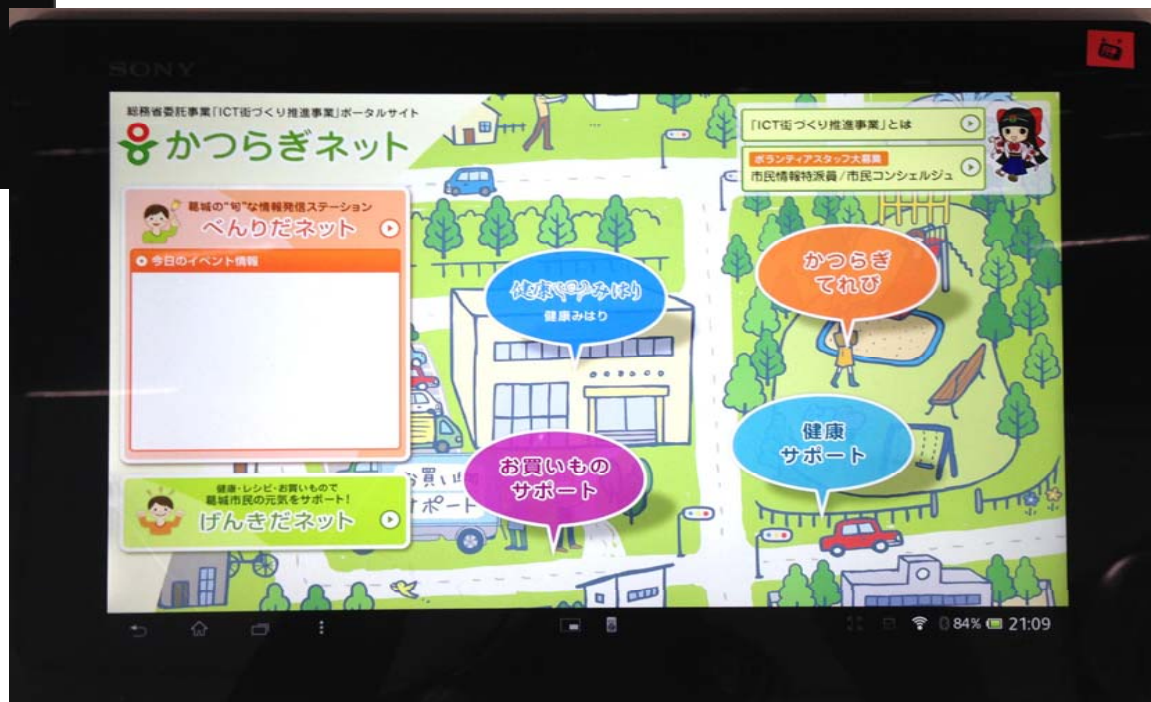 SONY
総務省委託事業「ICT街づくり推進事業」ポータルサイト
かつらぎネット
「ICT街づくり推進事業」とは
ボランティアスタッフ大募集
市民情報特派員/市民コンシェルジュ
葛城の"旬"な情報発信ステーション
べんりだネット
今日のイベント情報
健康みはり
健康みはり
かつらぎ
てれび
お買いもの
サポート
健康
サポート
健康・レシピ・お買いもので
葛城市民の元気をサポート!
げんきだネット
お買い
サポート
84% 21:09